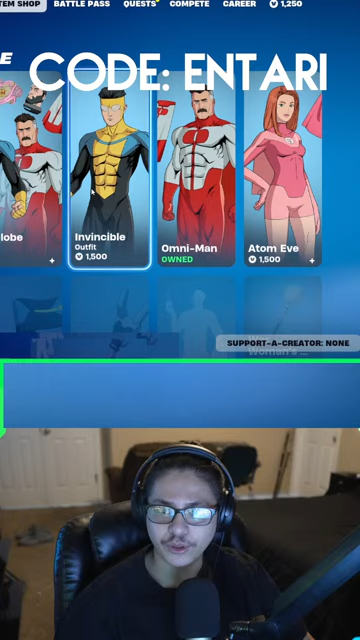 TEM SHOP BATTLE PASS QUESTS COMPETE CAREER 1,250
E
CODE: ENTARI
lobe
Invincible
Outfit
1,500
Omni-Man
OWNED
Atom Eve
1,500
SUPPORT-A-CREATOR: NONE